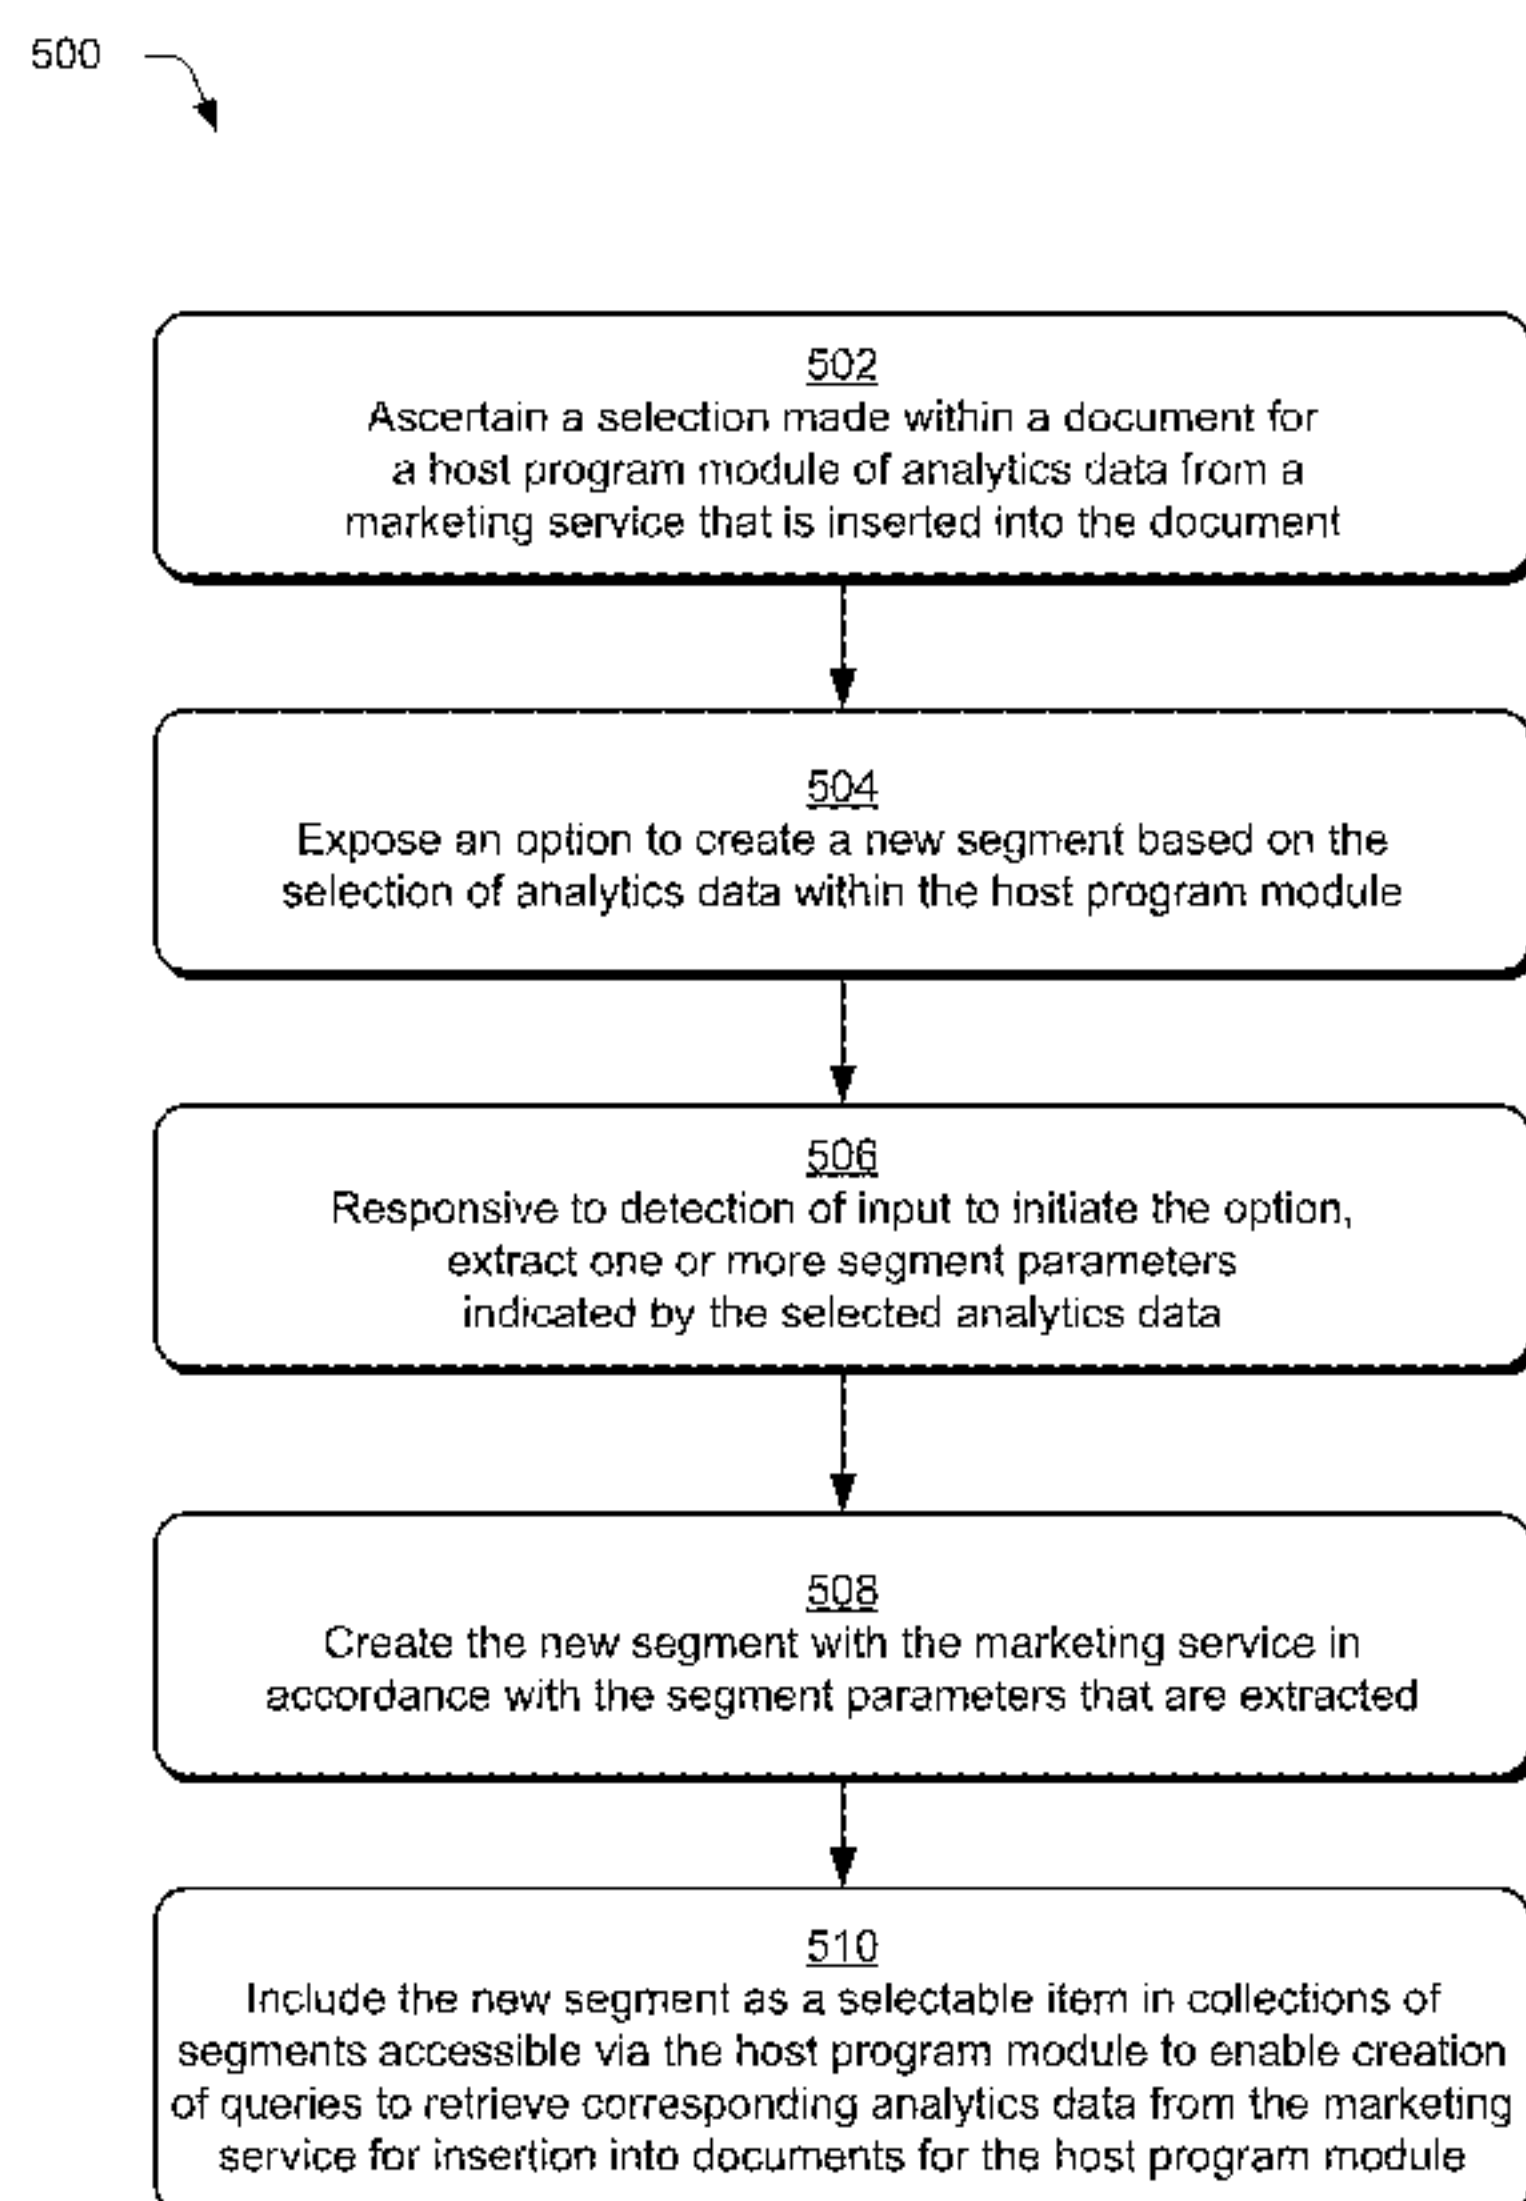 500
502
Ascertain a selection made within a document for
a host program module of analytics data from a
marketing service that is inserted into the document
504
Expose an option to create a new segment based on the
selection of analytics data within the host program module
506
Responsive to detection of input to initiate the option,
extract one or more segment parameters
indicated by the selected analytics data
508
Create the new segment with the marketing service in
accordance with the segment parameters that are extracted
510
Include the new segment as a selectable item in collections of
segments accessible via the host program module to enable creation
of queries to retrieve corresponding analytics data from the marketing
service for insertion into documents for the host program module